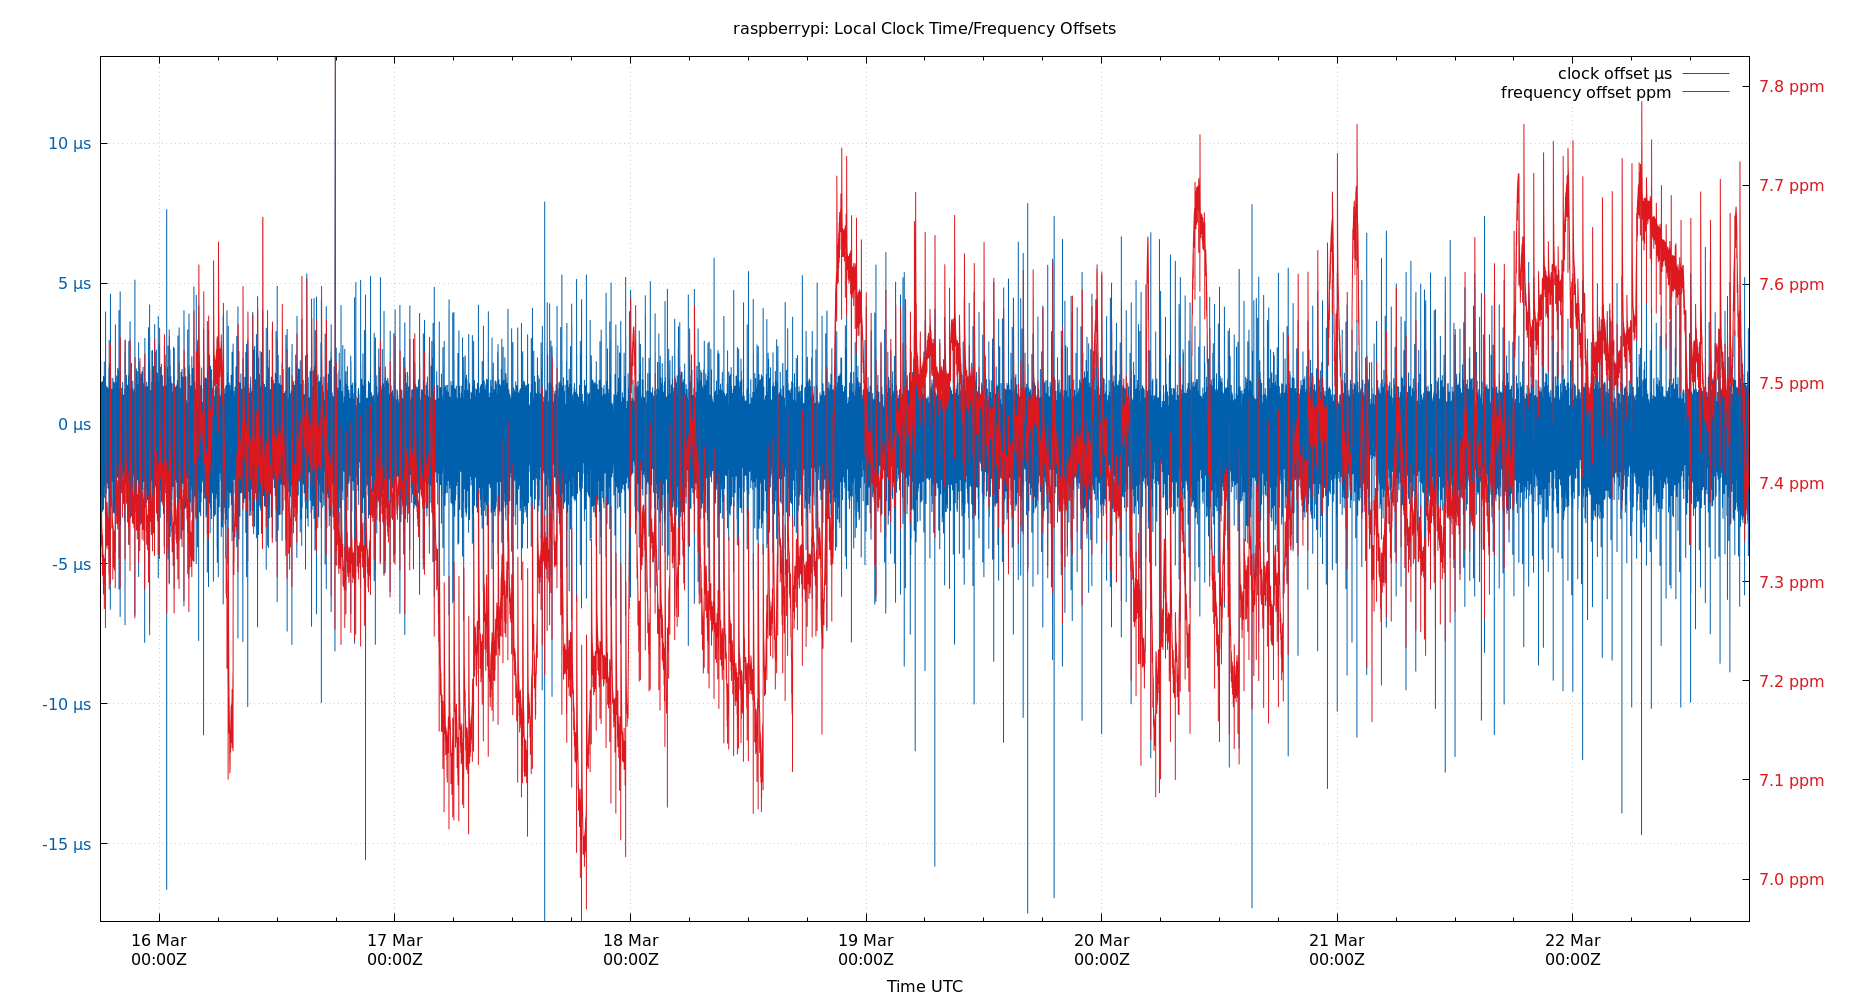 raspberrypi: Local Clock Time/Frequency Offsets
clock offset µs
frequency offset ppm
10 µs
5 µs
0 µs
-5 µs
-10 µs
-15 µs
7.8 ppm
7.7 ppm
7.6 ppm
7.5 ppm
7.4 ppm
7.3 ppm
7.2 ppm
7.1 ppm
7.0 ppm
16 Mar
00:00Z
17 Mar
00:00Z
18 Mar
00:00Z
19 Mar
00:00Z
20 Mar
00:00Z
21 Mar
00:00Z
22 Mar
00:00Z
Time UTC